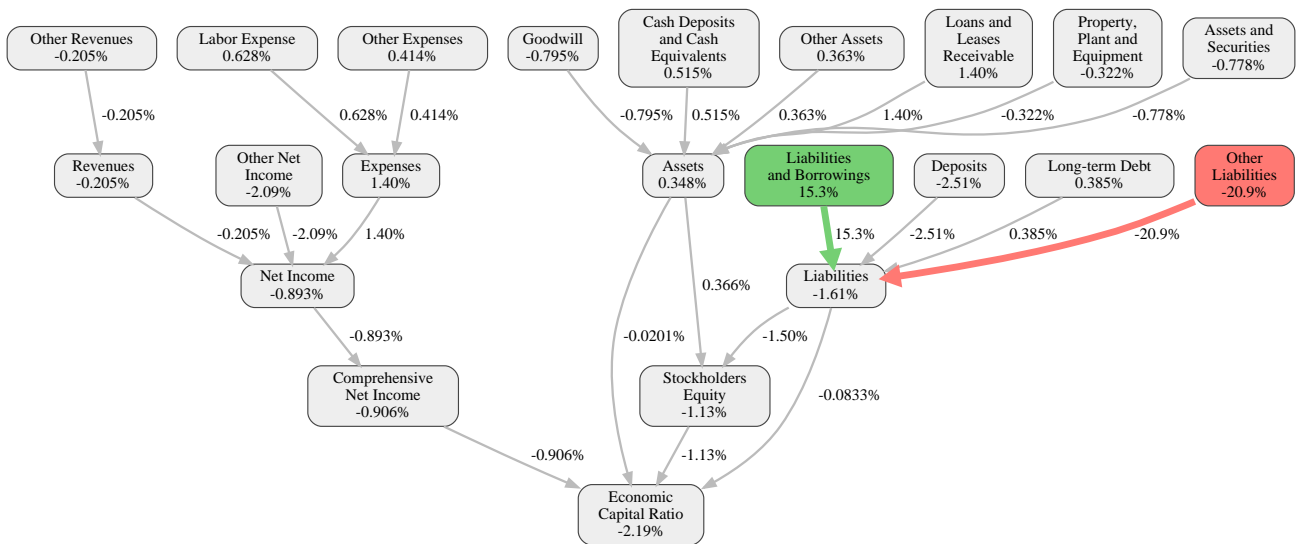 Other Revenues
-0.205%
Labor Expense
0.628%
Other Expenses
0.414%
Goodwill
-0.795%
Cash Deposits
and Cash
Equivalents
0.515%
Other Assets
0.363%
Loans and
Leases
Receivable
1.40%
Property,
Plant and
Equipment
-0.322%
Assets and
Securities
-0.778%
-0.205%
0.628%
0.414%
-0.795%
0.515%
0.363%
1.40%
-0.322%
-0.778%
Revenues
-0.205%
Other Net
Income
-2.09%
Expenses
1.40%
Assets
0.348%
Liabilities
and Borrowings
15.3%
Deposits
-2.51%
Long-term Debt
0.385%
Other
Liabilities
-20.9%
-0.205%
-2.09%
1.40%
15.3%
-2.51%
0.385%
-20.9%
Net Income
-0.893%
0.366%
Liabilities
-1.61%
-0.893%
-0.0201%
-1.50%
Comprehensive
Net Income
-0.906%
Stockholders
Equity
-1.13%
-0.0833%
-0.906%
-1.13%
Economic
Capital Ratio
-2.19%